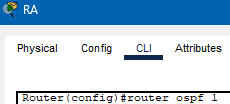 RA
Physical Config CLI Attributes
Router(config)#router ospf 1